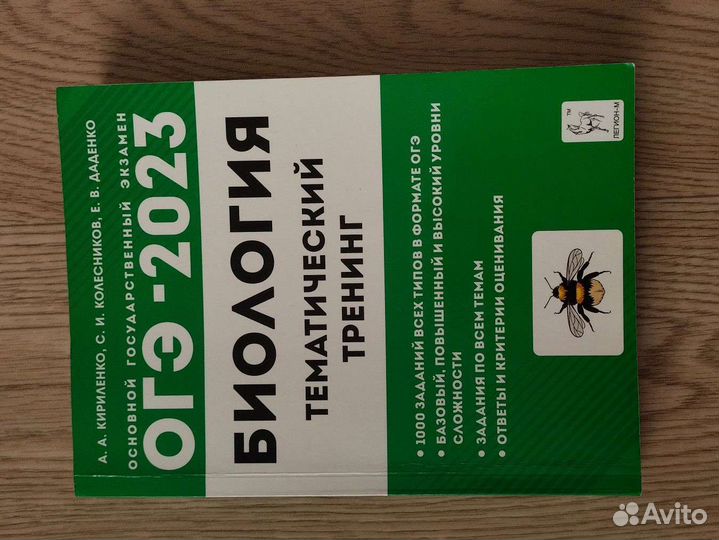 А. А. КИРИЛЕНКО, С. И. КОЛЕСНИКОВ, Е. В. ДАДЕНКО
ОСНОВНОЙ ГОСУДАРСТВЕННЫЙ ЭКЗАМЕН
ОГЭ-2023
БИОЛОГИЯ
ТЕМАТИЧЕСКИЙ
ТРЕНИНГ
• 1000 ЗАДАНИЙ ВСЕХ ТИПОВ В ФОРМАТЕ ОГЭ
• БАЗОВЫЙ, ПОВЫШЕННЫЙ И ВЫСОКИЙ УРОВНИ
СЛОЖНОСТИ
• ЗАДАНИЯ ПО ВСЕМ ТЕМАМ
• ОТВЕТЫ И КРИТЕРИИ ОЦЕНИВАНИЯ
TM
ЛЕГИОН-М
Avito